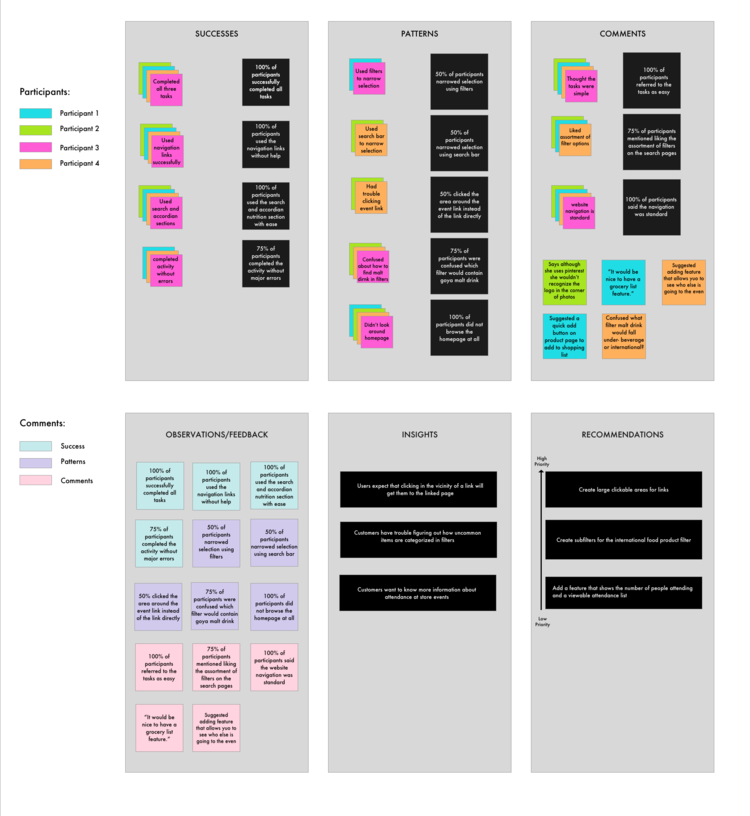 SUCCESSES
Completed
all three
tasks
100% of
participants
successfully
completed all
tasks
Used
navigation
links
successfully
100% of
participants
used the
navigation links
without help
Used
search and
accordian
sections
100% of
participants
used the search
and accordian
nutrition section
with ease
completed
activity
without
errors
75% of
participants
completed the
activity without
major errors
PATTERNS
Used filters
to narrow
selection
50% of participants
narrowed selection
using filters
Used
search bar
to narrow
selection
50% of
participants
narrowed selection
using search bar
Had
trouble
clicking
event link
50% clicked the
area around the
event link instead
of the link directly
Confused
about how to
find malt
drink in filters
75% of
participants were
confused which
filter would contain
goya malt drink
Didn't look
around
homepage
100% of
participants did not
browse the
homepage at all
COMMENTS
Thought the
tasks were
simple
100% of
participants
referred to the
tasks as easy
Liked
assortment of
filter options
75% of participants
mentioned liking the
assortment of filters
on the search pages
website
navigation is
standard
100% of participants
said the navigation
was standard
Says although
she uses pinterest
she wouldn't
recognize the
logo in the corner
of photos
"It would be
nice to have a
grocery list
feature."
Suggested
adding feature
that allows you to
see who else is
going to the even
Suggested a
quick add
button on
product page to
add to shopping
list
Confused what
filter malt drink
would fall
under- beverage
or international?
Participants:
Participant 1
Participant 2
Participant 3
Participant 4
Comments:
Success
Patterns
Comments
OBSERVATIONS/FEEDBACK
100% of
participants
successfully
completed all
tasks
100% of
participants
used the
navigation links
without help
100% of
participants
used the search
and accordian
nutrition section
with ease
75% of
participants
completed the
activity without
major errors
50% of
participants
narrowed
selection using
filters
50% of
participants
narrowed selection
using search bar
50% clicked the
area around the
event link instead
of the link directly
75% of
participants were
confused which
filter would contain
goya malt drink
100% of
participants did not
browse the
homepage at all
100% of
participants
referred to the
tasks as easy
75% of
participants
mentioned liking the
assortment of
filters on the
search pages
100% of
participants said
the website
navigation was
standard
"It would be
nice to have a
grocery list
feature."
Suggested
adding feature
that allows you to
see who else is
going to the even
INSIGHTS
Users expect that clicking in the vicinity of a link will
get them to the linked page
Customers have trouble figuring out how uncommon
items are categorized in filters
Customers want to know more information about
attendance at store events
RECOMMENDATIONS
High
Priority
Create large clickable areas for links
Create subfilters for the international food product filter
Add a feature that shows the number of people attending
and a viewable attendance list
Low
Priority